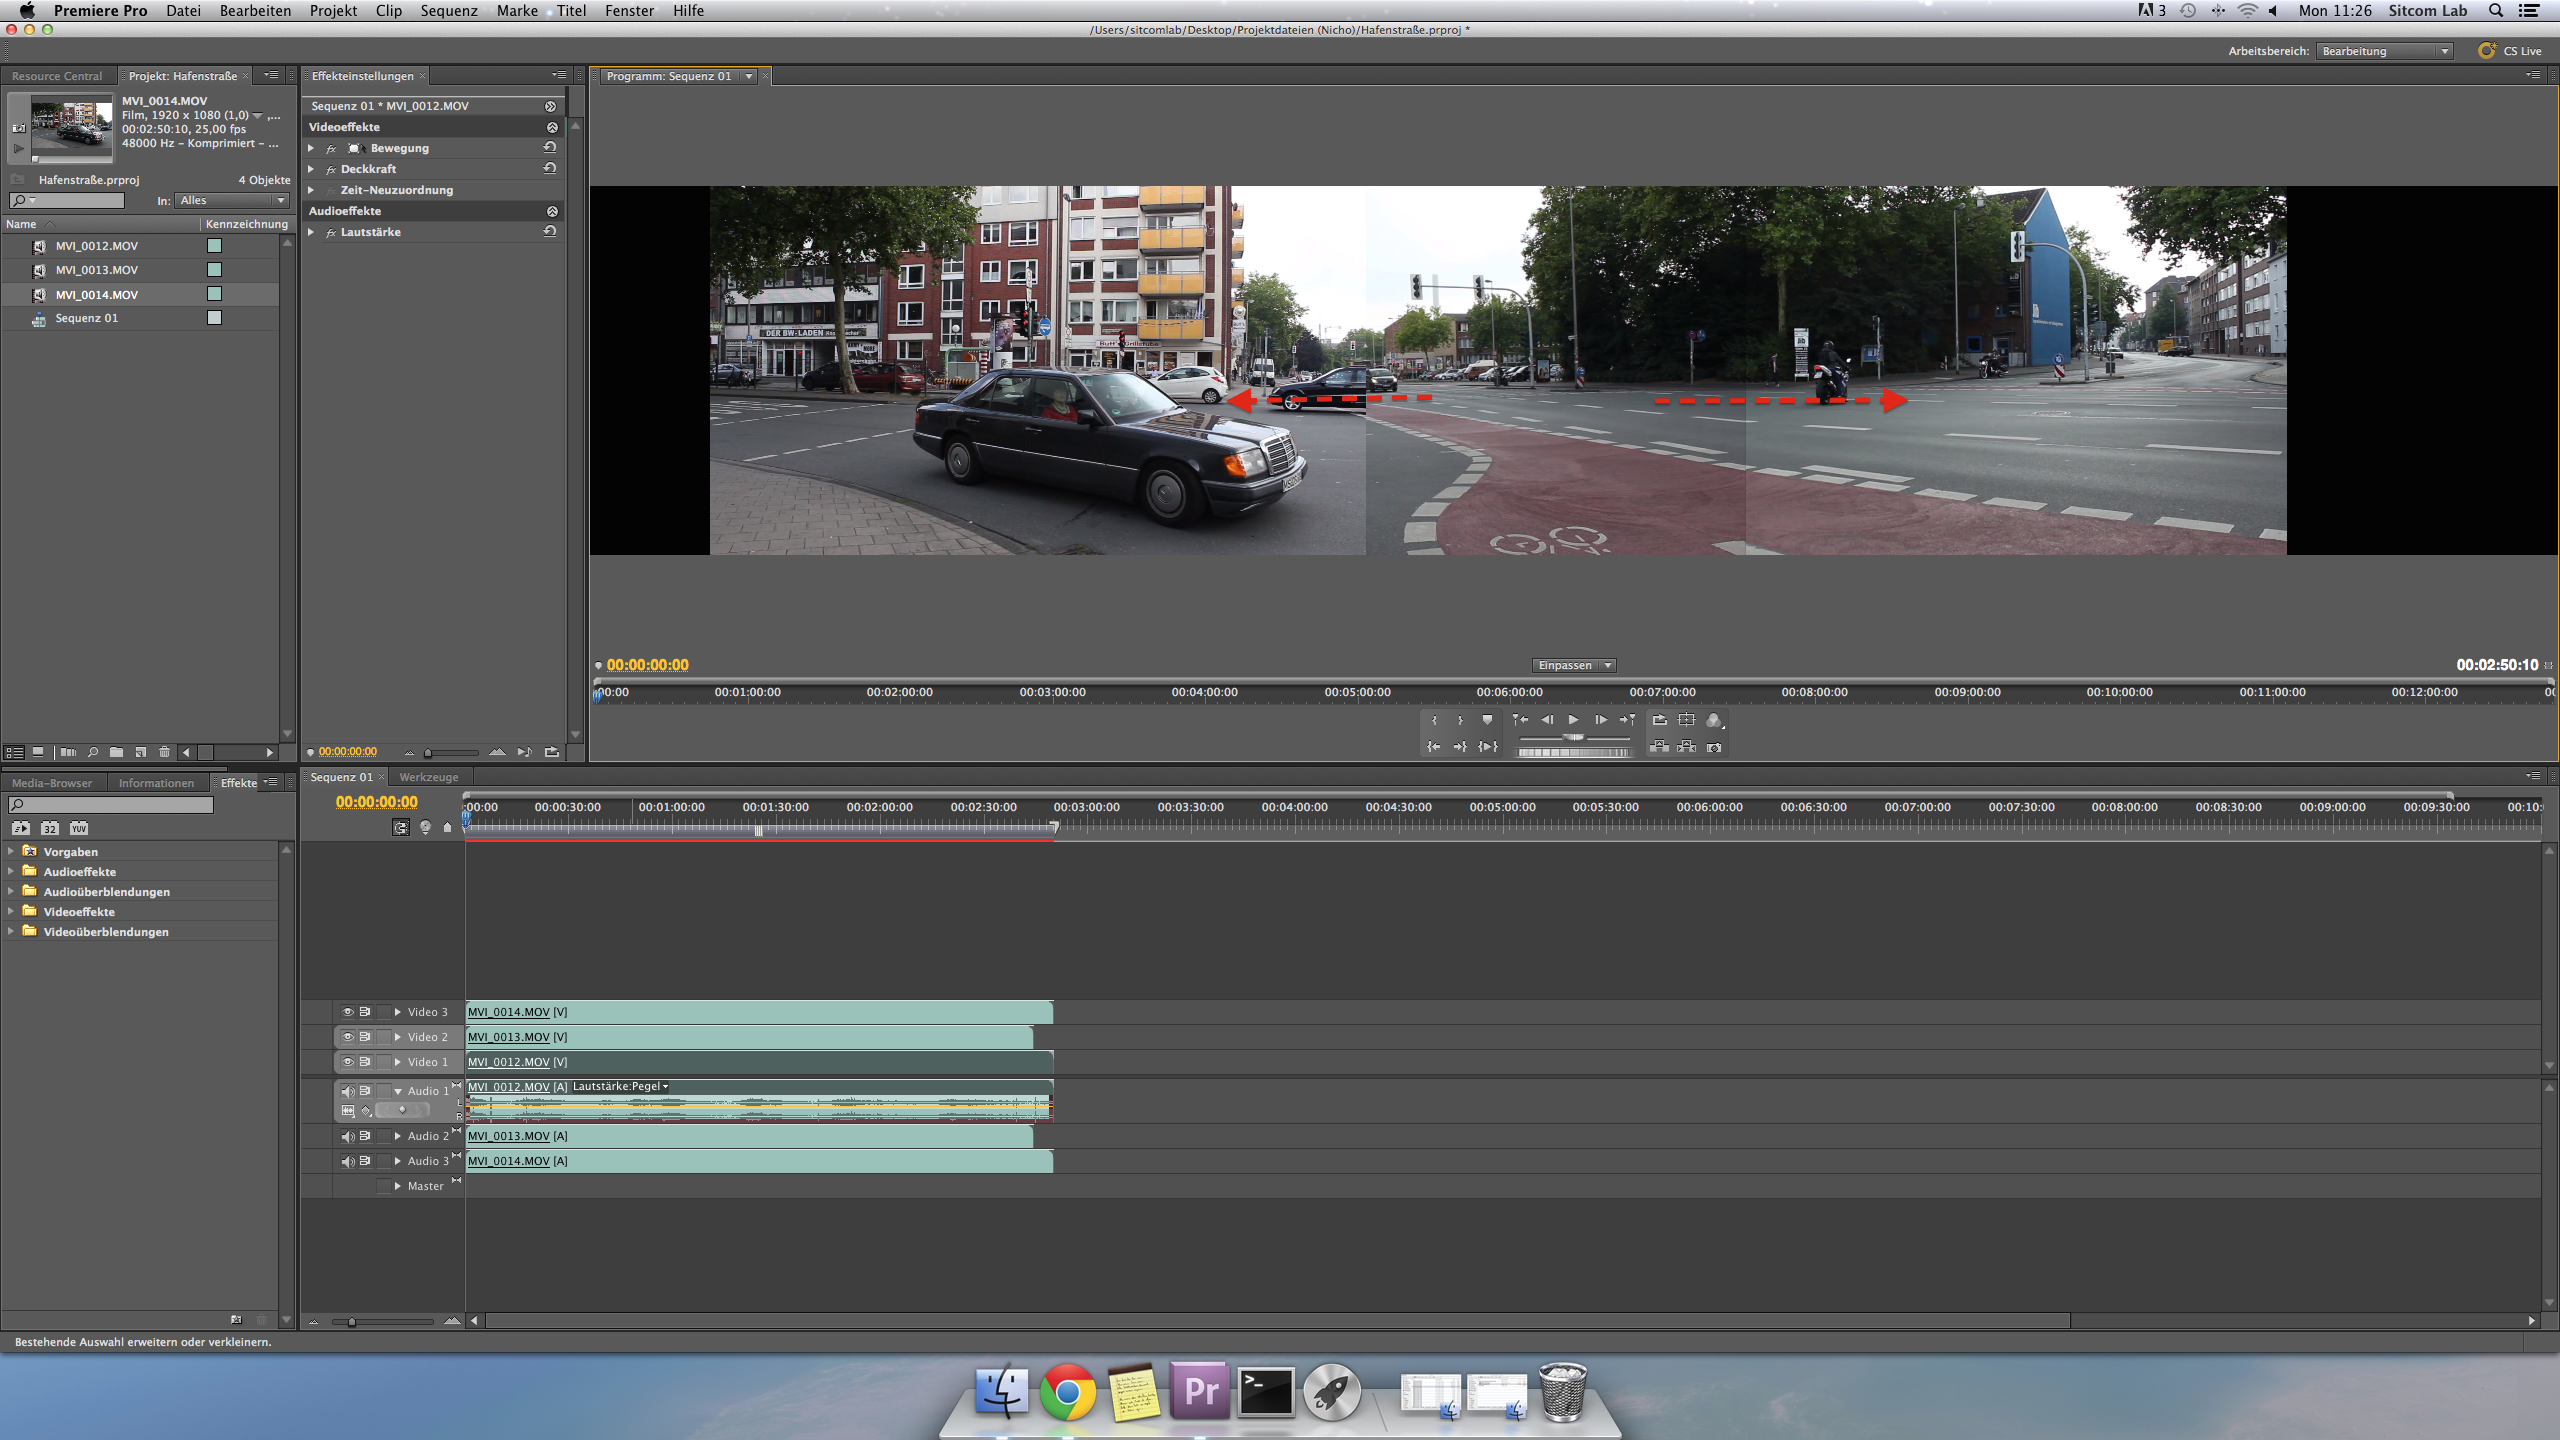 Premiere Pro Datei Bearbeiten Projekt Clip Sequenz Marke Titel Fenster Hilfe 3 Mon 11:26 Sitcom Lab
/Users/sitcomlab/Desktop/Projektdateien (Nicho)/Hafenstraße.prproj *
Arbeitsbereich: Bearbeitung CS Live
Resource Central Projekt: Hafenstraße
MVI_0014.MOV
Film, 1920 x 1080 (1,0) ,...
00:02:50:10, 25,00 fps
48000 Hz – Komprimiert – ...
Hafenstraße.prproj 4 Objekte
In: Alles
Name Kennzeichnung
MVI_0012.MOV
MVI_0013.MOV
MVI_0014.MOV
Sequenz 01
Effekteinstellungen
Sequenz 01 * MVI_0012.MOV
Videoeffekte
fx Bewegung
fx Deckkraft
Zeit-Neuzuordnung
Audioeffekte
fx Lautstärke
00:00:00:00
Programm: Sequenz 01
DER BW-LADEN
00:00:00:00 Einpassen 00:02:50:10
00:00 00:01:00:00 00:02:00:00 00:03:00:00 00:04:00:00 00:05:00:00 00:06:00:00 00:07:00:00 00:08:00:00 00:09:00:00 00:10:00:00 00:11:00:00 00:12:00:00 00
Media-Browser Informationen Effekte
32 YUV
Vorgaben
Audioeffekte
Audioüberblendungen
Videoeffekte
Videoüberblendungen
Sequenz 01 Werkzeuge
00:00:00:00
:00:00 00:00:30:00 00:01:00:00 00:01:30:00 00:02:00:00 00:02:30:00 00:03:00:00 00:03:30:00 00:04:00:00 00:04:30:00 00:05:00:00 00:05:30:00 00:06:00:00 00:06:30:00 00:07:00:00 00:07:30:00 00:08:00:00 00:08:30:00 00:09:00:00 00:09:30:00 00:10:
Video 3 MVI_0014.MOV [V]
Video 2 MVI_0013.MOV [V]
Video 1 MVI_0012.MOV [V]
Audio 1 MVI_0012.MOV [A] Lautstärke:Pegel
L
R
Audio 2 MVI_0013.MOV [A]
Audio 3 MVI_0014.MOV [A]
Master
Bestehende Auswahl erweitern oder verkleinern.
Pr
>_